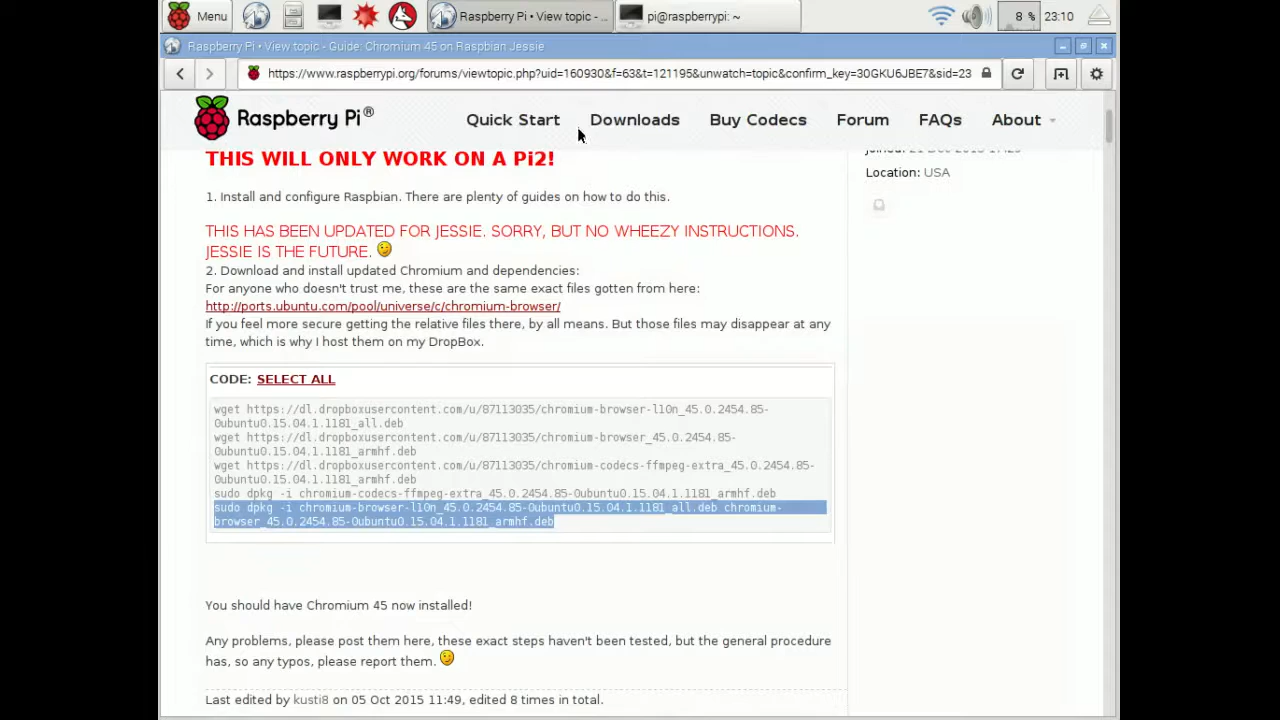 Menu
Raspberry Pi • View topic - ...
pi@raspberrypi: ~
8 %
23:10
Raspberry Pi • View topic - Guide: Chromium 45 on Raspbian Jessie
https://www.raspberrypi.org/forums/viewtopic.php?uid=160930&f=63&t=121195&unwatch=topic&confirm_key=30GKU6JBE7&sid=23
Raspberry Pi®
Quick Start
Downloads
Buy Codecs
Forum
FAQs
About
THIS WILL ONLY WORK ON A Pi2!
Location: USA
1. Install and configure Raspbian. There are plenty of guides on how to do this.
THIS HAS BEEN UPDATED FOR JESSIE. SORRY, BUT NO WHEEZY INSTRUCTIONS.
JESSIE IS THE FUTURE.
2. Download and install updated Chromium and dependencies:
For anyone who doesn't trust me, these are the same exact files gotten from here:
http://ports.ubuntu.com/pool/universe/c/chromium-browser/
If you feel more secure getting the relative files there, by all means. But those files may disappear at any
time, which is why I host them on my DropBox.
CODE: SELECT ALL
wget https://dl.dropboxusercontent.com/u/87113035/chromium-browser-l10n_45.0.2454.85-
0ubuntu0.15.04.1.1181_all.deb
wget https://dl.dropboxusercontent.com/u/87113035/chromium-browser_45.0.2454.85-
0ubuntu0.15.04.1.1181_armhf.deb
wget https://dl.dropboxusercontent.com/u/87113035/chromium-codecs-ffmpeg-extra_45.0.2454.85-
0ubuntu0.15.04.1.1181_armhf.deb
sudo dpkg -i chromium-codecs-ffmpeg-extra_45.0.2454.85-0ubuntu0.15.04.1.1181_armhf.deb
sudo dpkg -i chromium-browser-l10n_45.0.2454.85-0ubuntu0.15.04.1.1181_all.deb chromium-
browser_45.0.2454.85-0ubuntu0.15.04.1.1181_armhf.deb
You should have Chromium 45 now installed!
Any problems, please post them here, these exact steps haven't been tested, but the general procedure
has, so any typos, please report them.
Last edited by kusti8 on 05 Oct 2015 11:49, edited 8 times in total.